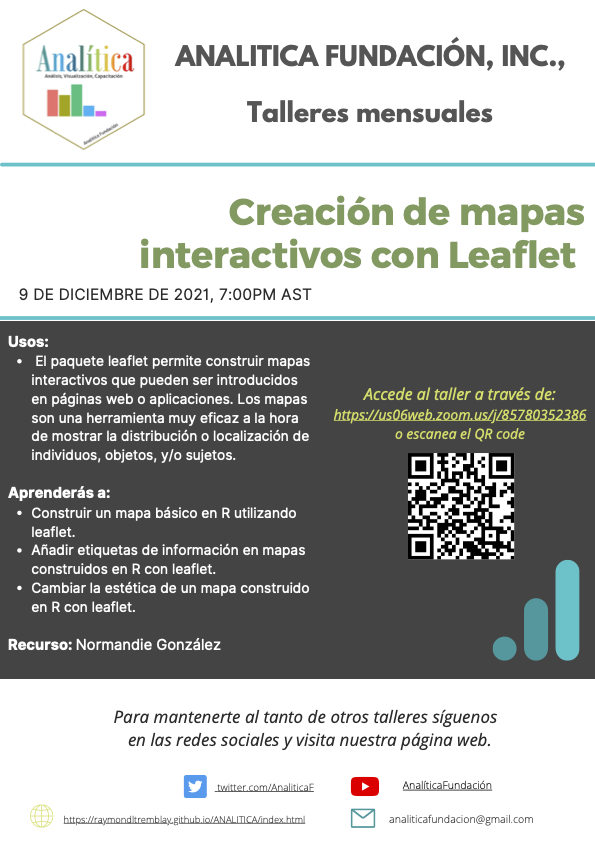 Analítica
Análisis, Visualización, Capacitación
Analítica Fundación
ANALITICA FUNDACIÓN, INC.,
Talleres mensuales
Creación de mapas
interactivos con Leaflet
9 DE DICIEMBRE DE 2021, 7:00PM AST
Usos:
• El paquete leaflet permite construir mapas
interactivos que pueden ser introducidos
en páginas web o aplicaciones. Los mapas
son una herramienta muy eficaz a la hora
de mostrar la distribución o localización de
individuos, objetos, y/o sujetos.
Aprenderás a:
• Construir un mapa básico en R utilizando
leaflet.
• Añadir etiquetas de información en mapas
construidos en R con leaflet.
• Cambiar la estética de un mapa construido
en R con leaflet.
Recurso: Normandie González
Accede al taller a través de:
https://us06web.zoom.us/j/85780352386
o escanea el QR code
Para mantenerte al tanto de otros talleres síguenos
en las redes sociales y visita nuestra página web.
twitter.com/AnaliticaF
AnalíticaFundación
https://raymondltremblay.github.io/ANALITICA/index.html
analiticafundacion@gmail.com